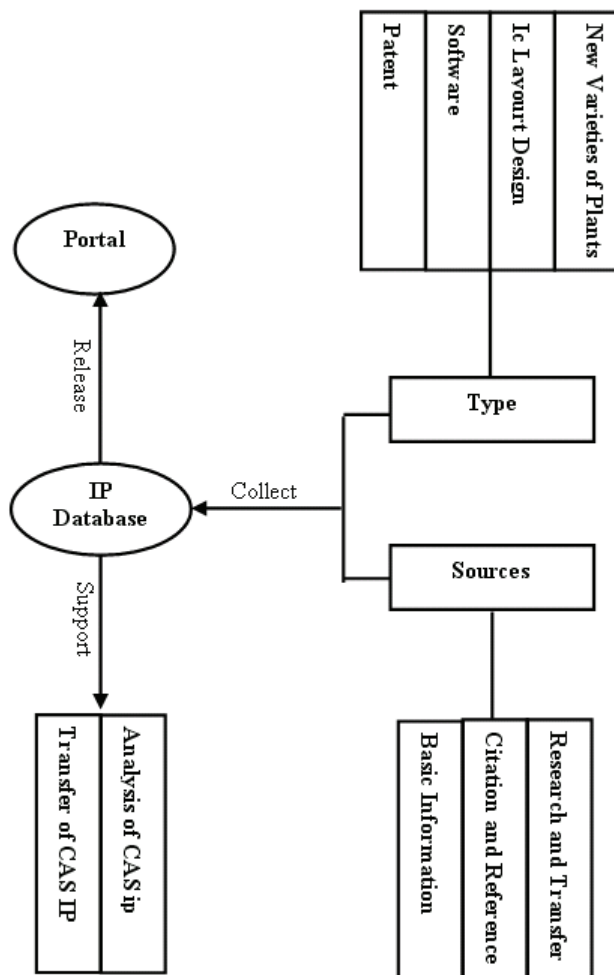 Patent
Software
Ic Layourt Design
New Varieties of Plants
Portal
Release
Type
IP
Database
Collect
Sources
Support
Transfer of CAS IP
Analysis of CAS ip
Basic Information
Citation and Reference
Research and Transfer